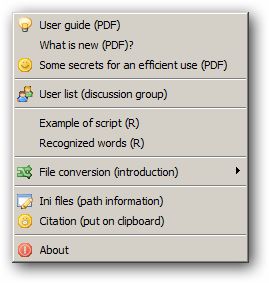 User guide (PDF)
What is new (PDF)?
Some secrets for an efficient use (PDF)
User list (discussion group)
Example of script (R)
Recognized words (R)
File conversion (introduction)
Ini files (path information)
Citation (put on clipboard)
About